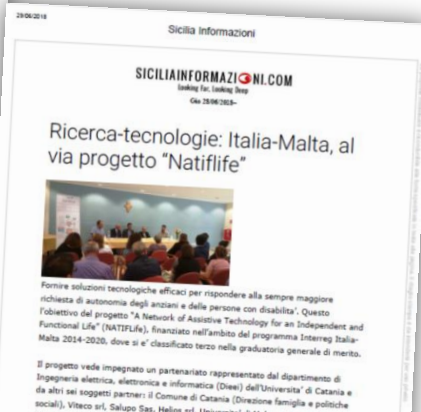 29/06/2018
Sicilia Informazioni
SICILIAINFORMAZIONI.COM
Looking Far, Looking Deep
Gio 28/06/2018-
Ricerca-tecnologie: Italia-Malta, al
via progetto "Natiflife"
Fornire soluzioni tecnologiche efficaci per rispondere alla sempre maggiore
richiesta di autonomia degli anziani e delle persone con disabilita'. Questo
l'obiettivo del progetto "A Network of Assistive Technology for an Independent and
Functional Life" (NATIFLife), finanziato nell'ambito del programma Interreg Italia-
Malta 2014-2020, dove si e' classificato terzo nella graduatoria generale di merito.
Il progetto vede impegnato un partenariato rappresentato dal dipartimento di
Ingegneria elettrica, elettronica e informatica (Dieei) dell'Universita' di Catania e
da altri sei soggetti partner: il Comune di Catania (Direzione famiglia e politiche
sociali), Viteco srl, Salupo Sas, Helios srl,